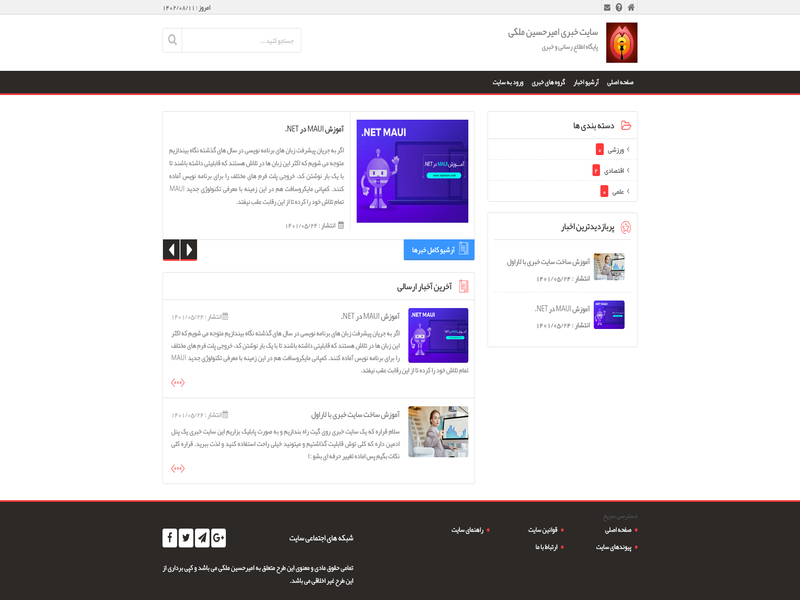 امروز : ۱۴۰۲/۰۸/۱۱
سایت خبری امیرحسین ملکی
پایگاه اطلاع رسانی و خبری
جستجو کنید...
صفحه اصلی
آرشیو اخبار
گروه های خبری
ورود به سایت
دسته بندی ها
ورزشی ۰
اقتصادی ۲
علمی ۰
پربازدیدترین اخبار
آموزش ساخت سایت خبری با لاراول
انتشار : ۱۴۰۱/۰۵/۲۴
آموزش MAUI در NET.
انتشار : ۱۴۰۱/۰۵/۲۴
.NET MAUI
آموزش MAUI در NET.
اگر به جریان پیشرفت زبان های برنامه نویسی در سال های گذشته نگاه بیندازیم
متوجه می شویم که اکثر این زبان ها در تلاش هستند که قابلیتی داشته باشند تا
با یک بار نوشتن کد، خروجی پلت فرم های مختلف را برای برنامه نویس آماده
کنند. کمپانی مایکروسافت هم در این زمینه با معرفی تکنولوژی جدید MAUI
تمام تلاش خود را کرده تا از این رقابت عقب نیفتد.
انتشار : ۱۴۰۱/۰۵/۲۴
آرشیو کامل خبرها
آخرین آخبار ارسالی
.NET MAUI
آموزش MAUI در NET.
انتشار : ۱۴۰۱/۰۵/۲۴
اگر به جریان پیشرفت زبان های برنامه نویسی در سال های گذشته نگاه بیندازیم متوجه می شویم که اکثر
این زبان ها در تلاش هستند که قابلیتی داشته باشند تا با یک بار نوشتن کد، خروجی پلت فرم های مختلف
را برای برنامه نویس آماده کنند. کمپانی مایکروسافت هم در این زمینه با معرفی تکنولوژی جدید MAUI
تمام تلاش خود را کرده تا از این رقابت عقب نیفتد.
آموزش ساخت سایت خبری با لاراول
انتشار : ۱۴۰۱/۰۵/۲۴
سلام قراره که یک سایت خبری روی گیت راه بندازیم و به صورت پابلیک بزاریم این سایت خبری یک پنل
ادمین داره که کلی توش قابلیت گذاشتیم و میتونید خیلی راحت استفاده کنید و لذت ببرید. قراره کلی
نکات بگیم پس اماده تغییر حرفه ای بشو :)
دسترسی سریع
صفحه اصلی
قوانین سایت
راهنمای سایت
پیوندهای سایت
ارتباط با ما
شبکه های اجتماعی سایت
تمامی حقوق مادی و معنوی این طرح متعلق به امیرحسین ملکی می باشد و کپی برداری از
این طرح غیر اخلاقی می باشد.